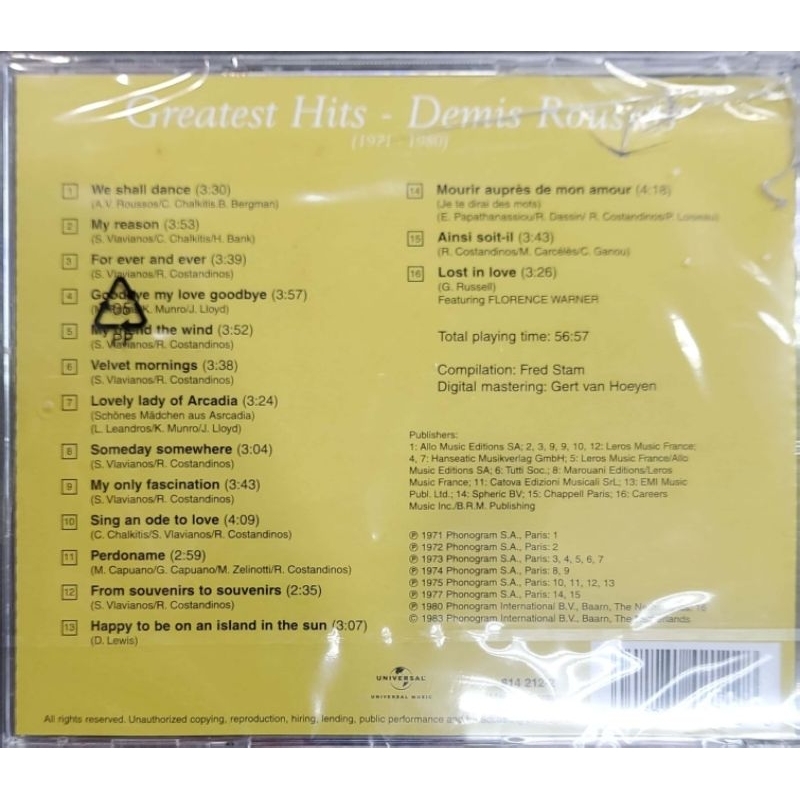 Greatest Hits - Demis
(1971 - 1980)
1 We shall dance (3:30)
(A.V. Roussos/C. Chalkitis.B. Bergman)
2 My reason (3:53)
(S. Vlavianos/C. Chalkitis/H. Bank)
3 For ever and ever (3:39)
(S. Vlavianos/R. Costandinos)
4 Goodbye my love goodbye (3:57)
Munro/J. Lloyd)
5 My friend the wind (3:52)
(S. Vlavianos/R. Costandinos)
6 Velvet mornings (3:38)
(S. Vlavianos/R. Costandinos)
7 Lovely lady of Arcadia (3:24)
(Schönes Mädchen aus Asrcadia)
(L. Leandros/K. Munro/J. Lloyd)
8 Someday somewhere (3:04)
(S. Vlavianos/R. Costandinos)
9 My only fascination (3:43)
(S. Vlavianos/R. Costandinos)
10 Sing an ode to love (4:09)
(C. Chalkitis/S. Vlavianos/R. Costandinos)
11 Perdoname (2:59)
(M. Capuano/G. Capuano/M. Zelinotti/R. Costandinos)
12 From souvenirs to souvenirs (2:35)
(S. Vlavianos/R. Costandinos)
13 Happy to be on an island in the sun (3:07)
(D. Lewis)
05
PP
14 Mourir auprès de mon amour (4:18)
(Je te dirai des mots)
(E. Papathanassiou/R. Dassin/ R. Costandinos/P. Loiseau)
15 Ainsi soit-il (3:43)
(R. Costandinos/M. Carcélès/C. Ganou)
16 Lost in love (3:26)
(G. Russell)
Featuring FLORENCE WARNER
Total playing time: 56:57
Compilation: Fred Stam
Digital mastering: Gert van Hoeyen
Publishers:
1: Allo Music Editions SA; 2, 3, 9, 9, 10, 12: Leros Music France;
4, 7: Hanseatic Musikverlag GmbH; 5: Leros Music France/Allo
Music Editions SA; 6: Tutti Soc.; 8: Marouani Editions/Leros
Music France; 11: Catova Edizioni Musicali SrL; 13: EMI Music
Publ. Ltd.; 14: Spheric BV; 15: Chappell Paris; 16: Careers
Music Inc./B.R.M. Publishing
℗ 1971 Phonogram S.A., Paris: 1
℗ 1972 Phonogram S.A., Paris: 2
℗ 1973 Phonogram S.A., Paris: 3, 4, 5, 6, 7
℗ 1974 Phonogram S.A., Paris: 8, 9
℗ 1975 Phonogram S.A., Paris: 10, 11, 12, 13
℗ 1977 Phonogram S.A., Paris: 14, 15
℗ 1980 Phonogram International B.V., Baarn, The 16
© 1983 Phonogram International B.V., Baarn, The Netherlands
UNIVERSAL
UNIVERSAL MUSIC
814 212-2
All rights reserved. Unauthorized copying, reproduction, hiring, lending, public performance and